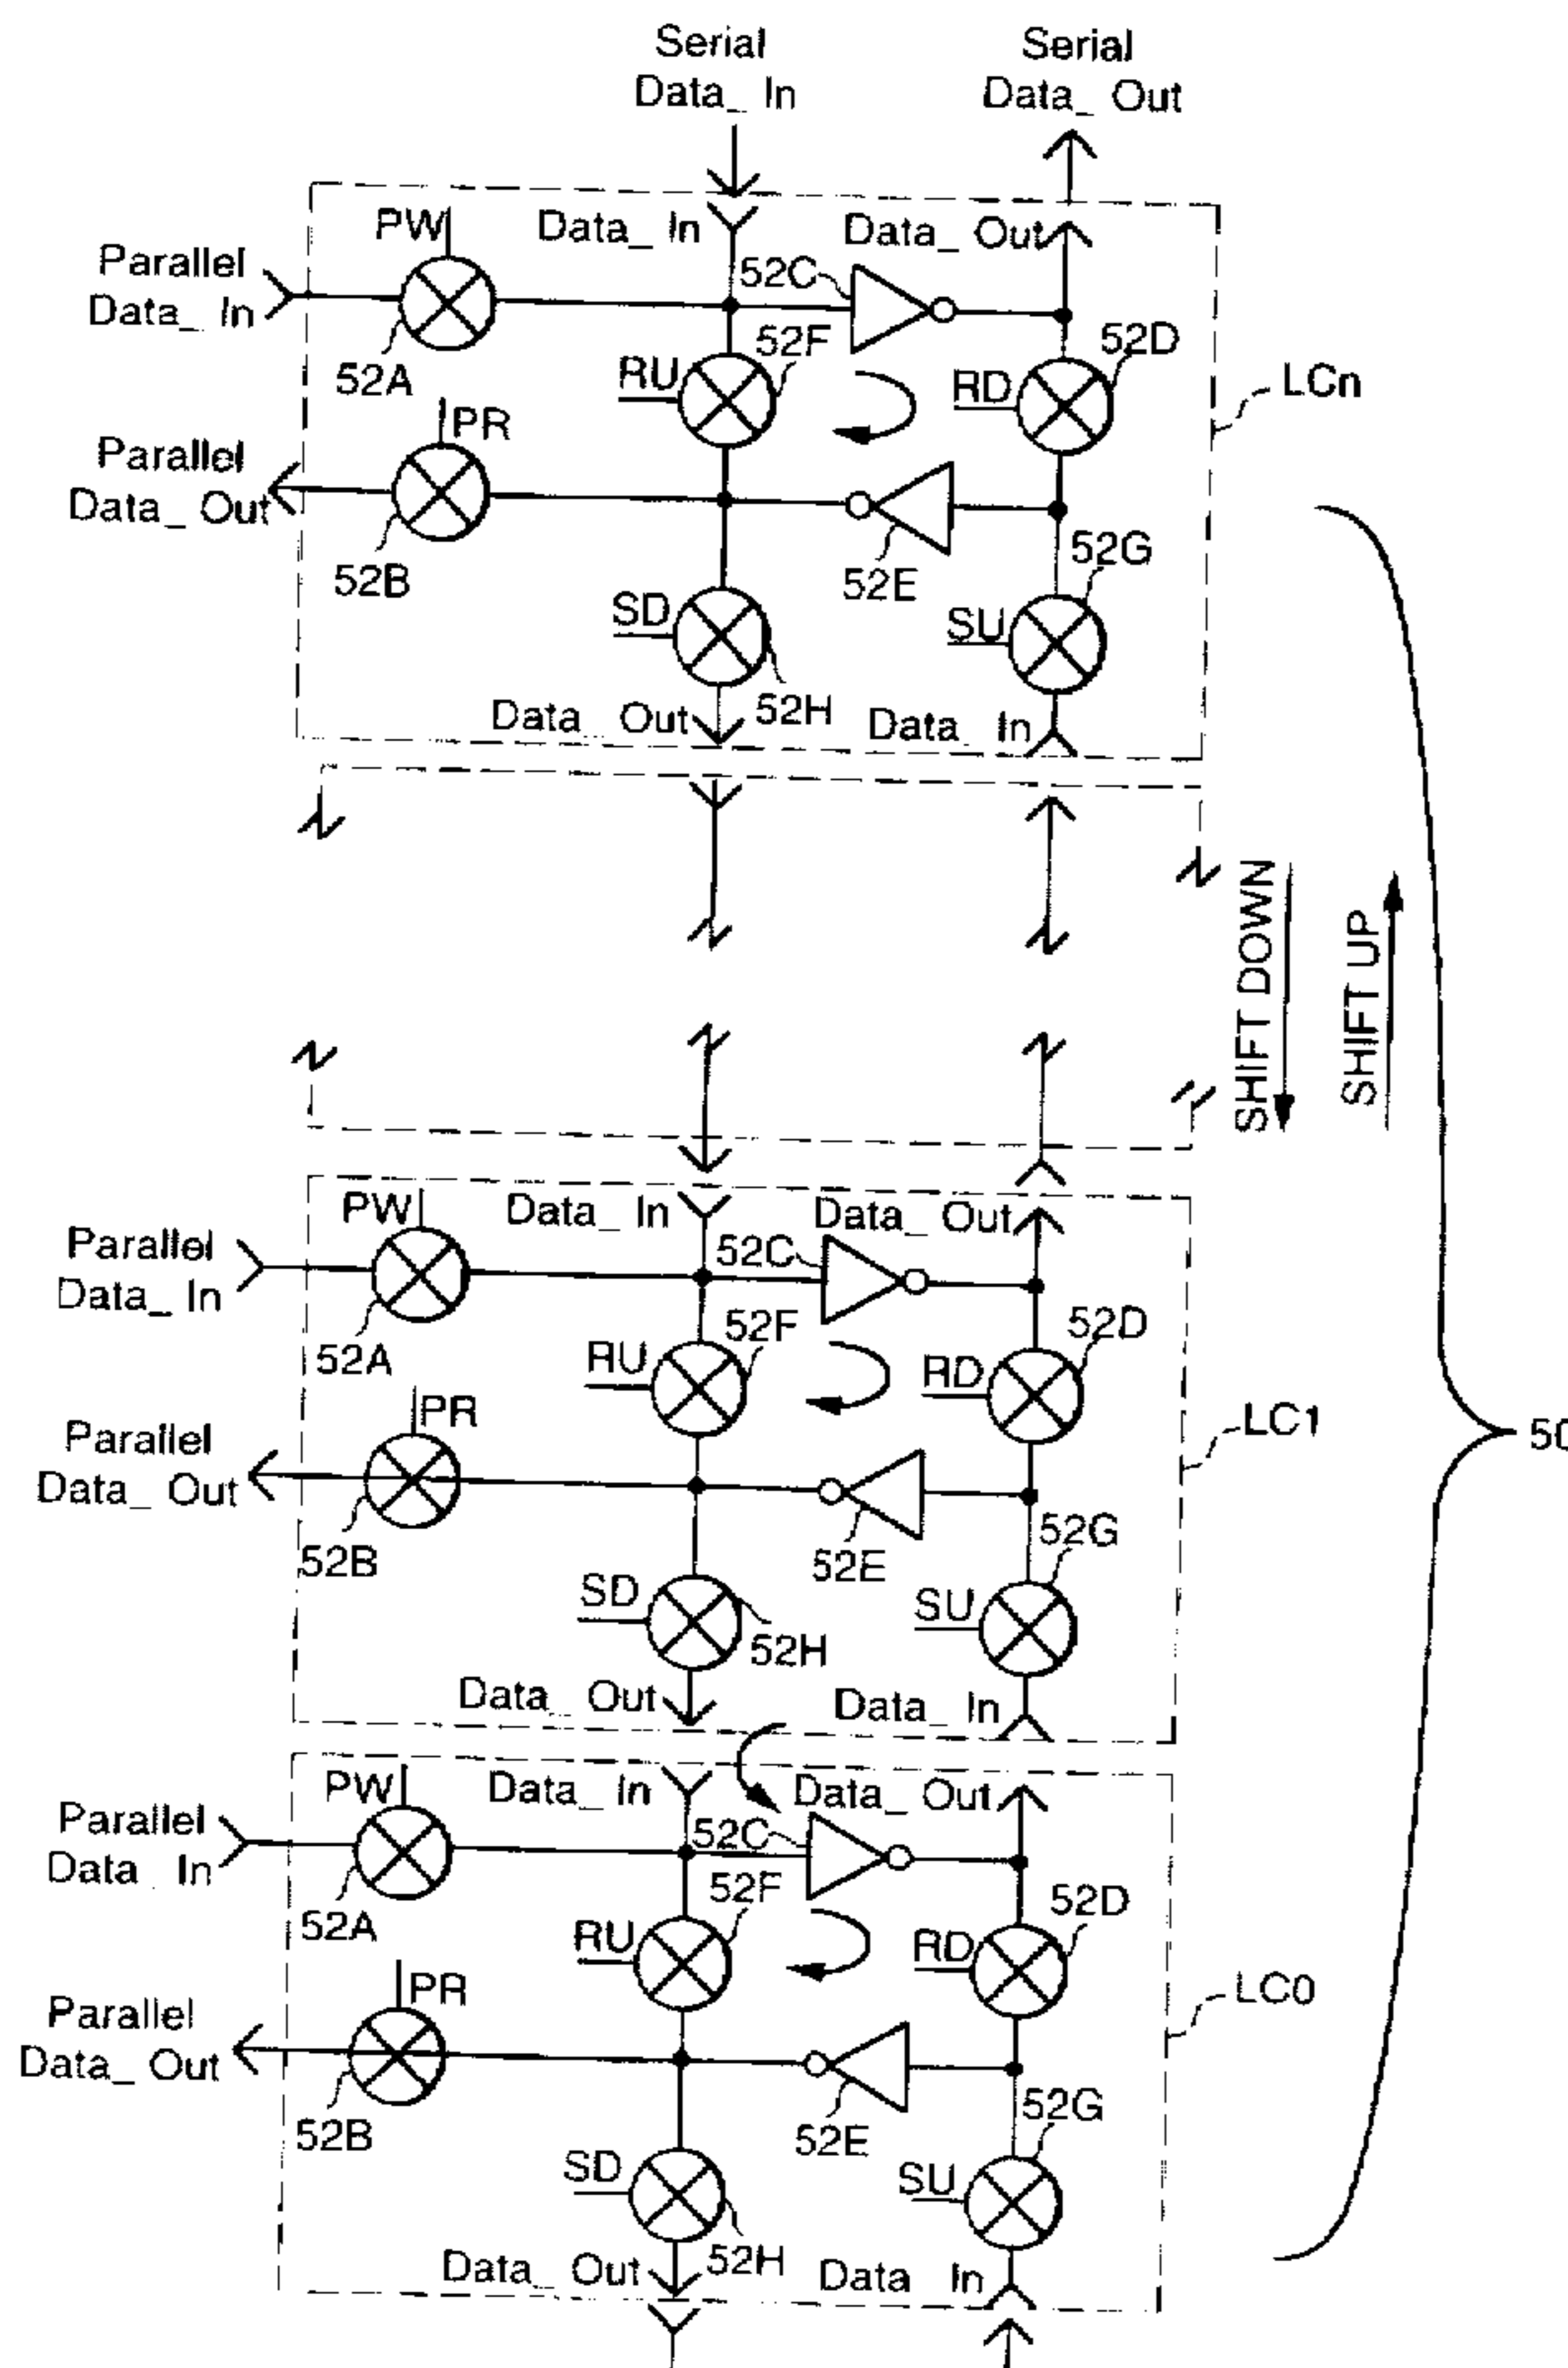 Serial
Data_ In
Serial
Data_ Out
PW
Data_ In
Data_ Out
Parallel
Data_ In
52C
52A
RU
52F
RD
52D
LCn
PR
Parallel
Data_ Out
52B
52E
52G
SD
SU
52H
Data_ Out
Data_ In
SHIFT DOWN
SHIFT UP
PW
Data_ In
Data_ Out
Parallel
Data_ In
52C
52A
RU
52F
RD
52D
LC1
50
PR
Parallel
Data_ Out
52B
52E
52G
SD
SU
52H
Data_ Out
Data_ In
PW
Data_ In
Data_ Out
Parallel
Data_ In
52C
52A
RU
52F
RD
52D
LC0
PR
Parallel
Data_ Out
52B
52E
52G
SD
SU
52H
Data_ Out
Data_ In